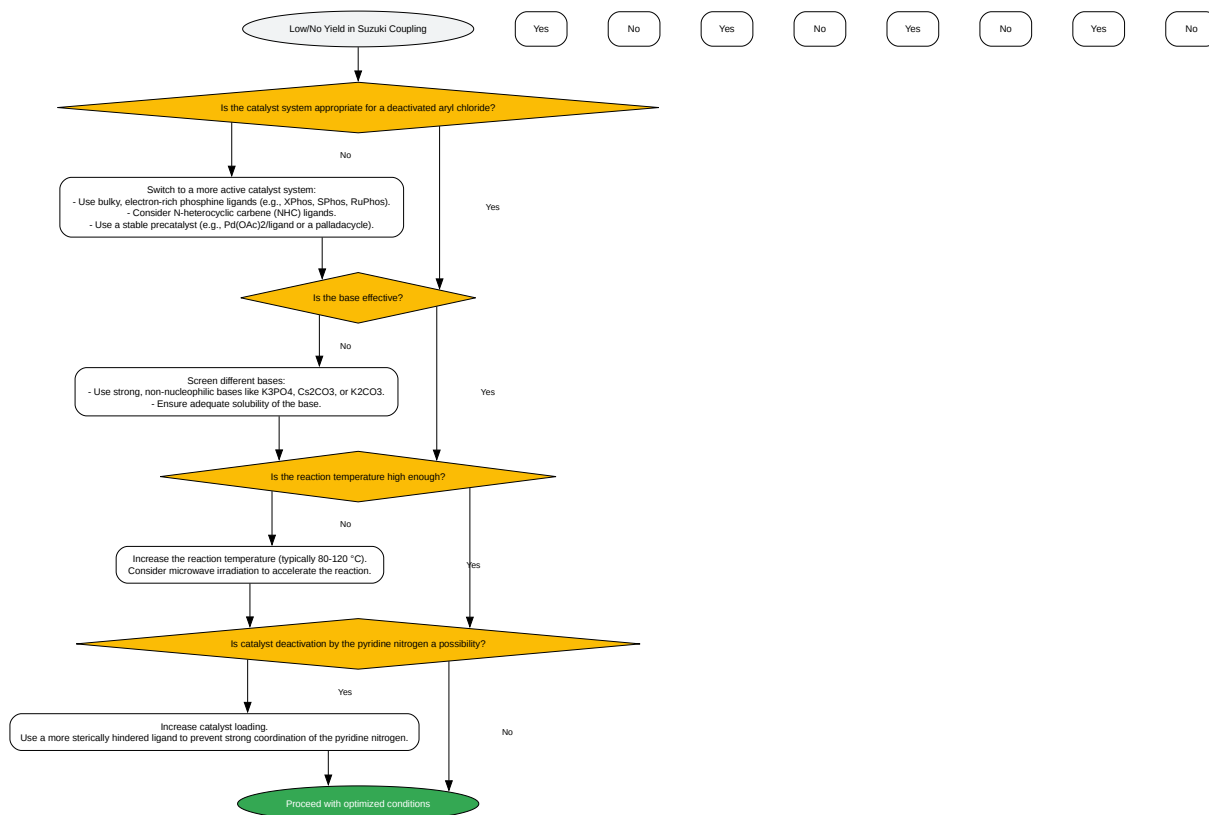 Low/No Yield in Suzuki Coupling
Yes
No
Yes
No
Yes
No
Yes
No
Is the catalyst system appropriate for a deactivated aryl chloride?
No
Switch to a more active catalyst system:
- Use bulky, electron-rich phosphine ligands (e.g., XPhos, SPhos, RuPhos).
- Consider N-heterocyclic carbene (NHC) ligands.
- Use a stable precatalyst (e.g., Pd(OAc)2/ligand or a palladacycle).
Yes
Is the base effective?
No
Screen different bases:
- Use strong, non-nucleophilic bases like K3PO4, Cs2CO3, or K2CO3.
- Ensure adequate solubility of the base.
Yes
Is the reaction temperature high enough?
No
Increase the reaction temperature (typically 80-120 °C).
Consider microwave irradiation to accelerate the reaction.
Yes
Is catalyst deactivation by the pyridine nitrogen a possibility?
Yes
Increase catalyst loading.
Use a more sterically hindered ligand to prevent strong coordination of the pyridine nitrogen.
No
Proceed with optimized conditions